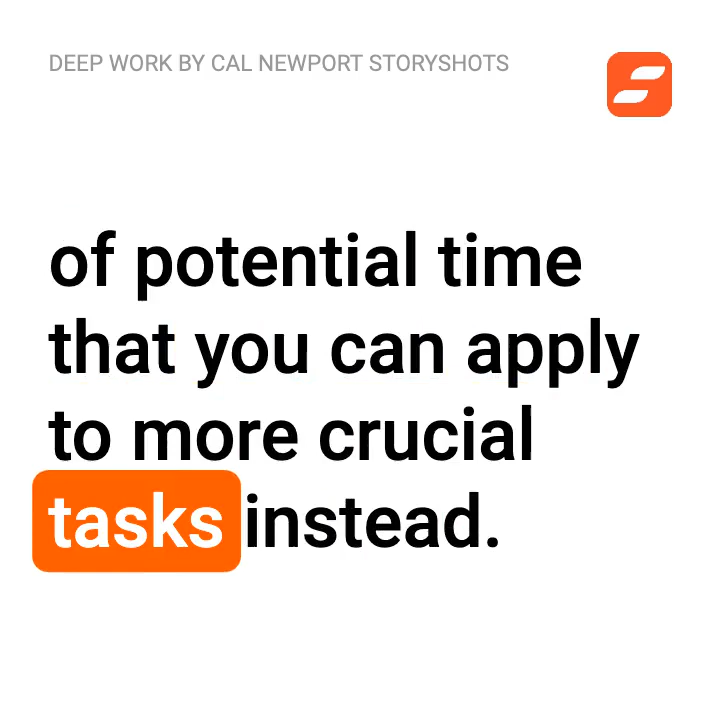 DEEP WORK BY CAL NEWPORT STORYSHOTS
of potential time
that you can apply
to more crucial
tasks instead.